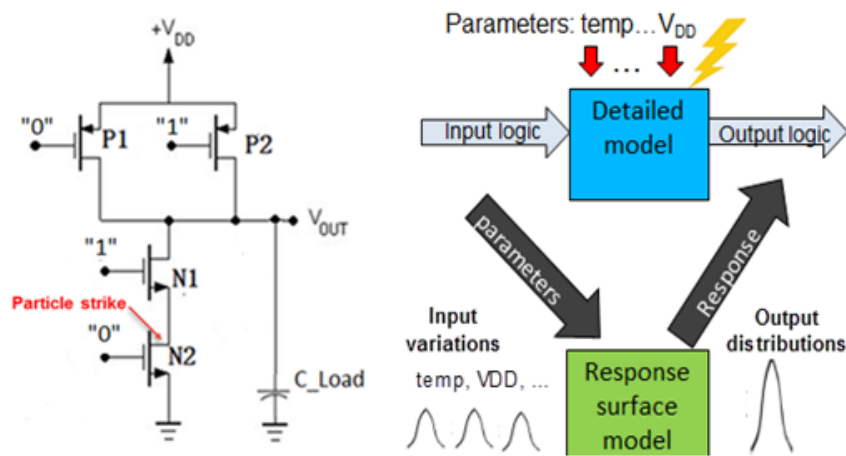 +VDD
"0"
P1
"1"
P2
VOUT
"1"
N1
Particle strike
"0"
N2
C_Load
Parameters: temp... VDD
...
Input logic
Detailed
model
Output logic
parameters
Response
Input
variations
temp, VDD, ...
Response
surface
model
Output
distributions